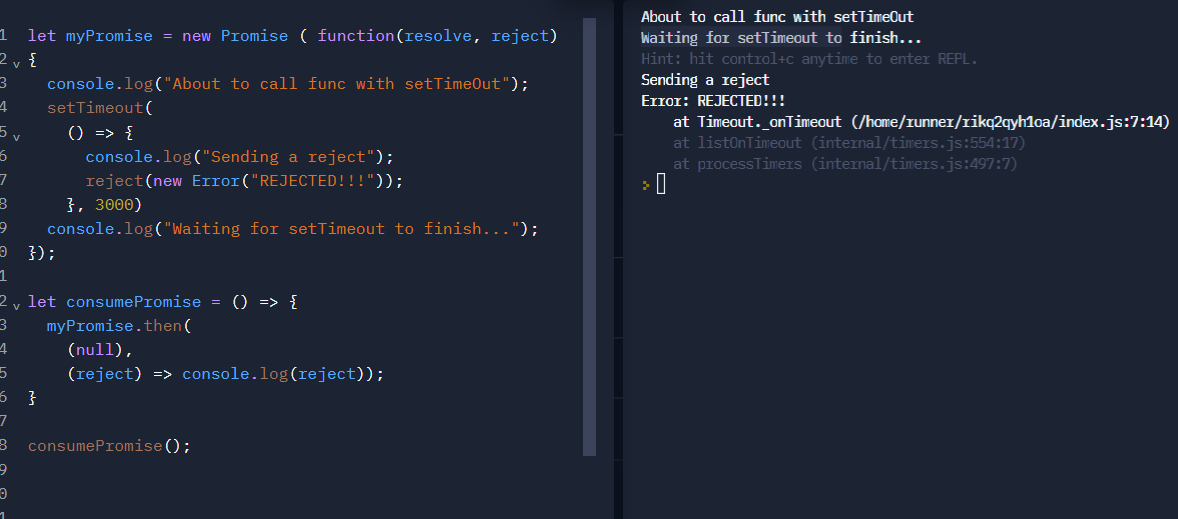 1 let myPromise = new Promise ( function(resolve, reject)
2 {
3 console.log("About to call func with setTimeOut");
4 setTimeout(
5 () => {
6 console.log("Sending a reject");
7 reject(new Error("REJECTED!!!"));
8 }, 3000)
9 console.log("Waiting for setTimeout to finish...");
0 });
1
2 let consumePromise = () => {
3 myPromise.then(
4 (null),
5 (reject) => console.log(reject));
6 }
7
8 consumePromise();
9
0
1
About to call func with setTimeOut
Waiting for setTimeout to finish...
Hint: hit control+c anytime to enter REPL.
Sending a reject
Error: REJECTED!!!
at Timeout._onTimeout (/home/runner/rikq2qyh1oa/index.js:7:14)
at listOnTimeout (internal/timers.js:554:17)
at processTimers (internal/timers.js:497:7)
>